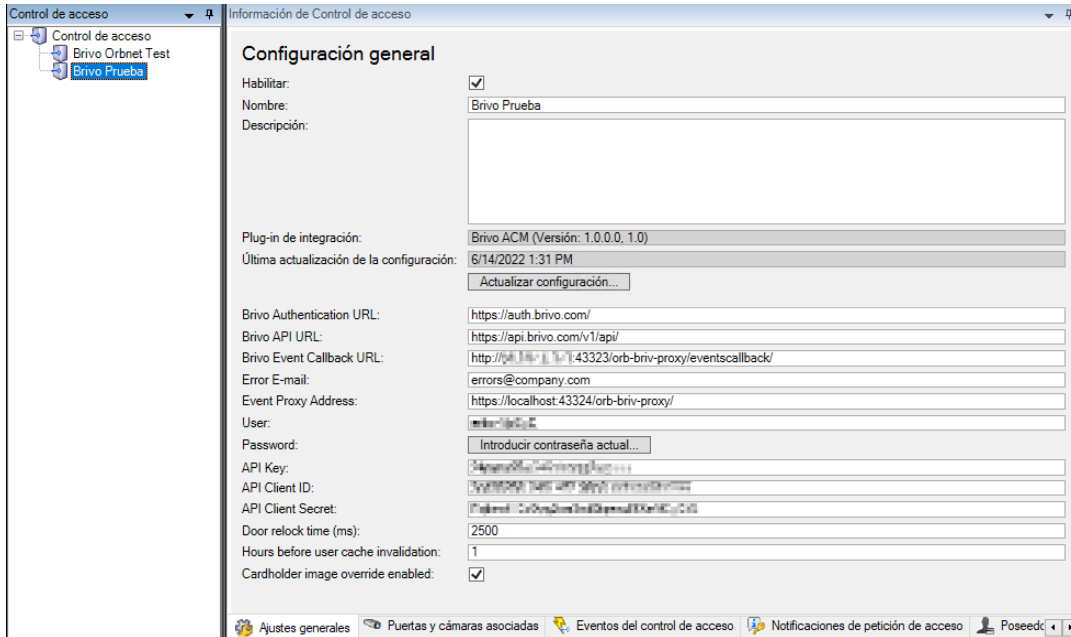 Control de acceso
Control de acceso
Brivo Orbnet Test
Brivo Prueba
Información de Control de acceso
Configuración general
Habilitar:
Nombre: Brivo Prueba
Descripción:
Plug-in de integración: Brivo ACM (Versión: 1.0.0.0, 1.0)
Última actualización de la configuración: 6/14/2022 1:31 PM
Actualizar configuración...
Brivo Authentication URL: https://auth.brivo.com/
Brivo API URL: https://api.brivo.com/v1/api/
Brivo Event Callback URL: http:// :43323/orb-briv-proxy/eventscallback/
Error E-mail: errors@company.com
Event Proxy Address: https://localhost:43324/orb-briv-proxy/
User:
Password: Introducir contraseña actual...
API Key:
API Client ID:
API Client Secret:
Door relock time (ms): 2500
Hours before user cache invalidation: 1
Cardholder image override enabled:
Ajustes generales Puertas y cámaras asociadas Eventos del control de acceso Notificaciones de petición de acceso Poseedc